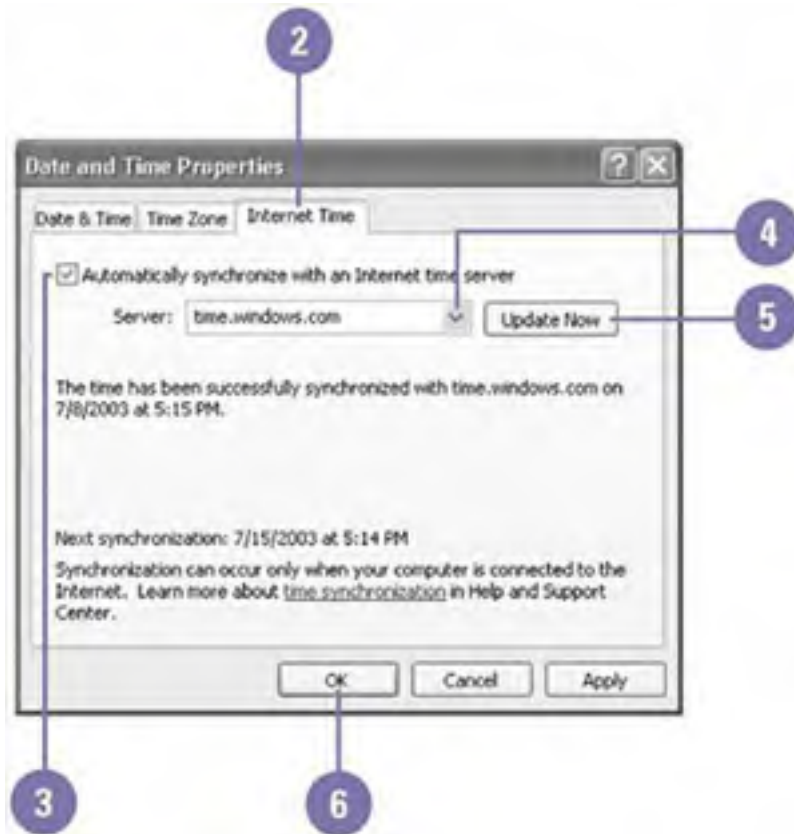 2
Date and Time Properties
Date & Time Time Zone Internet Time
4
Automatically synchronize with an Internet time server
Server: time.windows.com Update Now
5
The time has been successfully synchronized with time.windows.com on
7/8/2003 at 5:15 PM.
Next synchronization: 7/15/2003 at 5:14 PM
Synchronization can occur only when your computer is connected to the
Internet. Learn more about time synchronization in Help and Support
Center.
OK Cancel Apply
3
6